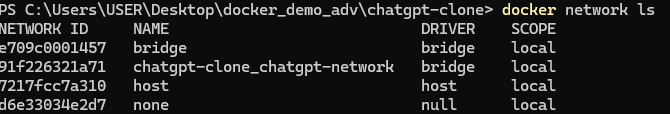 PS C:\Users\USER\Desktop\docker_demo_adv\chatgpt-clone> docker network ls
NETWORK ID     NAME                            DRIVER    SCOPE
e709c0001457   bridge                          bridge    local
91f226321a71   chatgpt-clone_chatgpt-network   bridge    local
7217fcc7a310   host                            host      local
d6e33034e2d7   none                            null      local